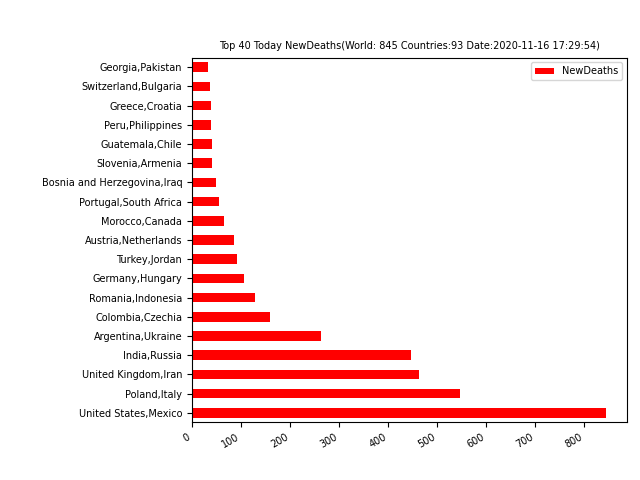 Top 40 Today NewDeaths(World: 845 Countries:93 Date:2020-11-16 17:29:54)
NewDeaths
Georgia,Pakistan
Switzerland,Bulgaria
Greece,Croatia
Peru,Philippines
Guatemala,Chile
Slovenia,Armenia
Bosnia and Herzegovina,Iraq
Portugal,South Africa
Morocco,Canada
Austria,Netherlands
Turkey,Jordan
Germany,Hungary
Romania,Indonesia
Colombia,Czechia
Argentina,Ukraine
India,Russia
United Kingdom,Iran
Poland,Italy
United States,Mexico
0 100 200 300 400 500 600 700 800